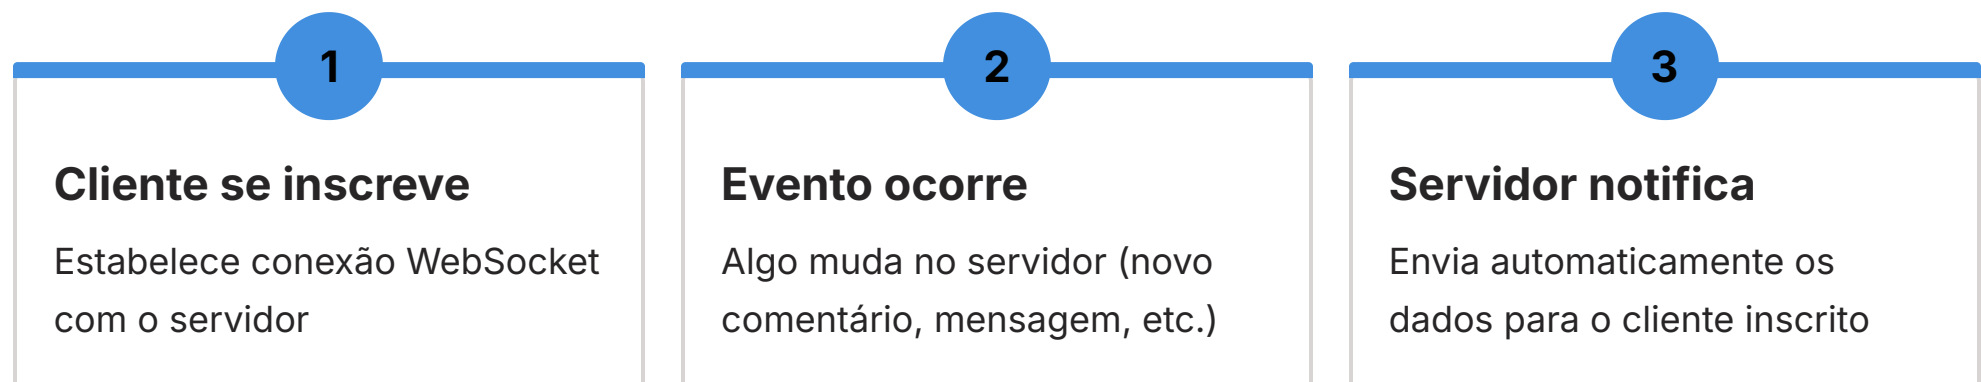 1
Cliente se inscreve
Estabelece conexão WebSocket
com o servidor
2
Evento ocorre
Algo muda no servidor (novo
comentário, mensagem, etc.)
3
Servidor notifica
Envia automaticamente os
dados para o cliente inscrito